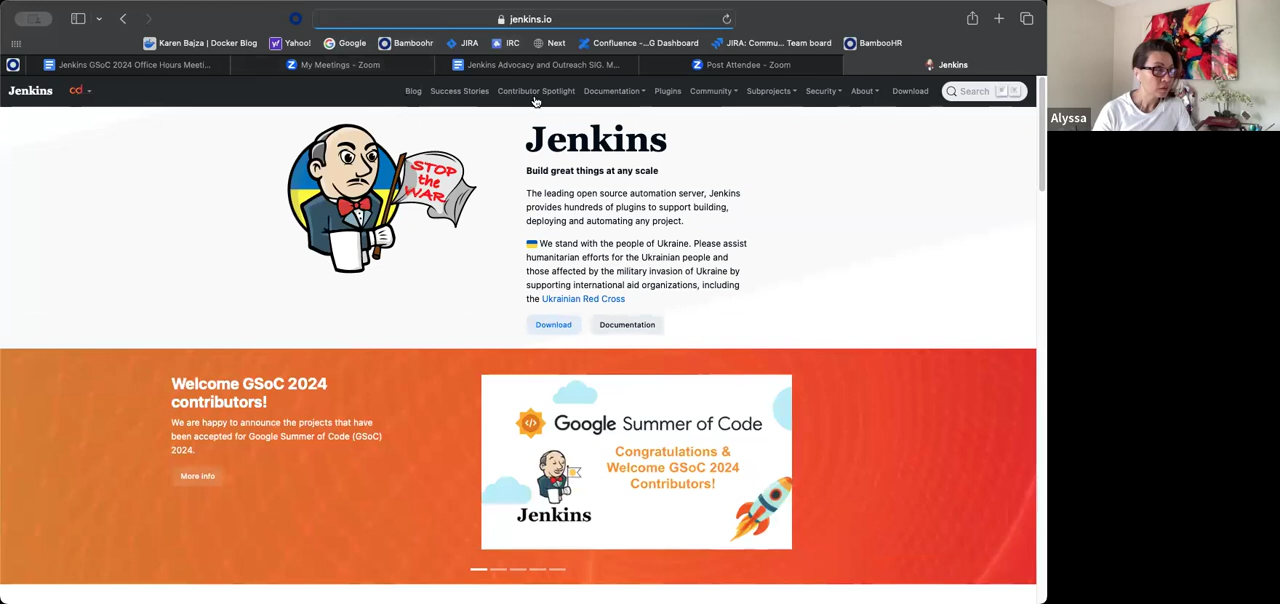 jenkins.io
Karen Bajza | Docker Blog
Yahoo!
Google
Bamboohr
JIRA
IRC
Next
Confluence ...G Dashboard
JIRA: Commu... Team board
BambooHR
Jenkins GSoC 2024 Office Hours Meeti...
My Meetings - Zoom
Jenkins Advocacy and Outreach SIG. M...
Post Attendee - Zoom
Jenkins
Jenkins
cd
Blog
Success Stories
Contributor Spotlight
Documentation
Plugins
Community
Subprojects
Security
About
Download
Search
Alyssa
STOP
the
WAR
Jenkins
Build great things at any scale
The leading open source automation server, Jenkins
provides hundreds of plugins to support building,
deploying and automating any project.
We stand with the people of Ukraine. Please assist
humanitarian efforts for the Ukrainian people and
those affected by the military invasion of Ukraine by
supporting international aid organizations, including
the Ukrainian Red Cross
Download
Documentation
Welcome GSoC 2024
contributors!
We are happy to announce the projects that have
been accepted for Google Summer of Code (GSoC)
2024.
More info
Google Summer of Code
Congratulations &
Welcome GSoC 2024
Contributors!
Jenkins